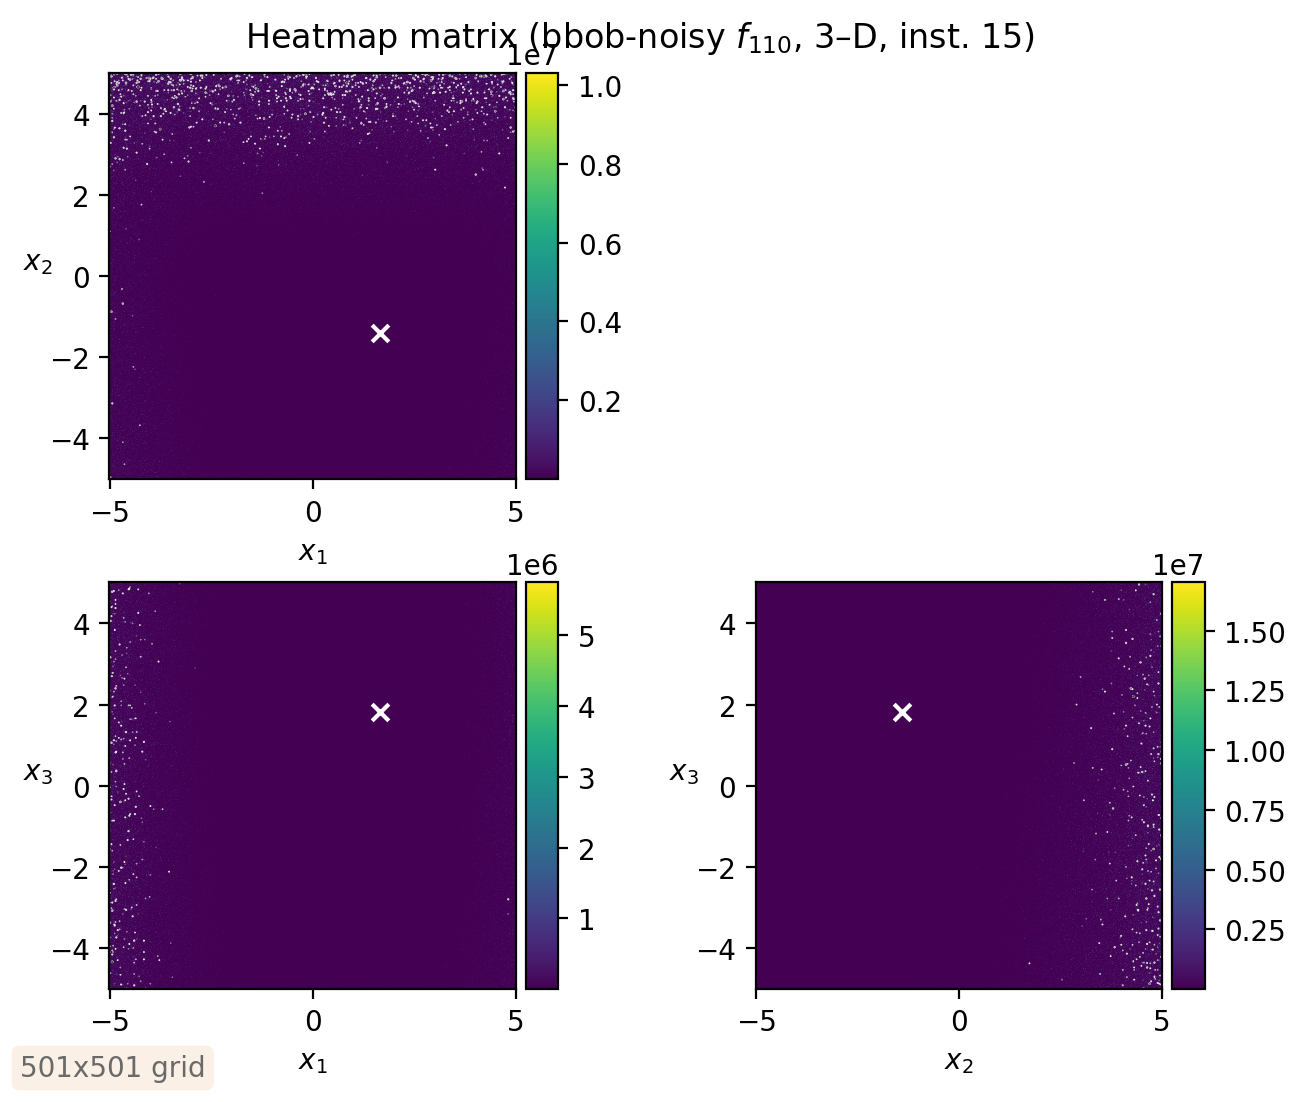 Heatmap matrix (bbob-noisy f110, 3–D, inst. 15)
1e7
1.0
0.8
0.6
0.4
0.2
4
2
0
−2
−4
x2
−5 0 5
x1
1e6
5
4
3
2
1
4
2
0
−2
−4
x3
−5 0 5
x1
1e7
1.50
1.25
1.00
0.75
0.50
0.25
4
2
0
−2
−4
x3
−5 0 5
x2
501x501 grid